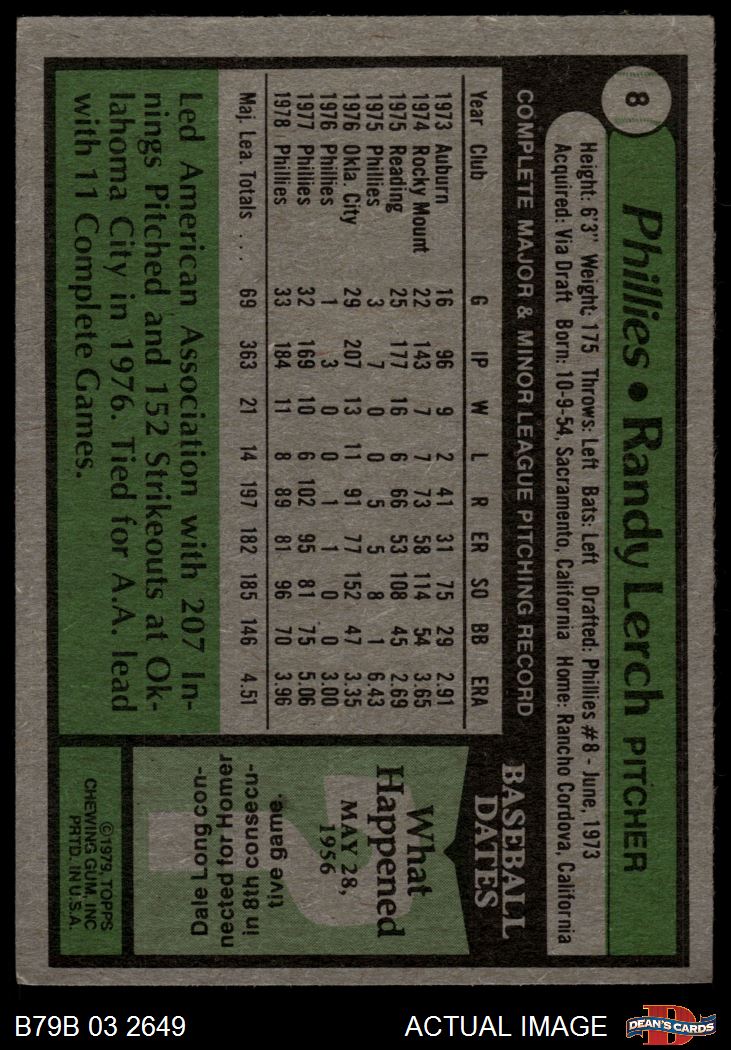 8
Phillies • Randy Lerch PITCHER
Height: 6'3" Weight: 175 Throws: Left Bats: Left Drafted: Phillies #8 - June, 1973
Acquired: Via Draft Born: 10-9-54, Sacramento, California Home: Rancho Cordova, California
COMPLETE MAJOR & MINOR LEAGUE PITCHING RECORD
Year Club G IP W L R ER SO BB ERA
1973 Auburn 16 96 9 2 41 31 75 29 2.91
1974 Rocky Mount 22 143 7 7 73 58 114 54 3.65
1975 Reading 25 177 16 6 66 53 108 45 2.69
1975 Phillies 3 7 0 0 5 5 8 1 6.43
1976 Okla. City 29 207 13 11 91 77 152 47 3.35
1976 Phillies 1 3 0 0 1 1 0 0 3.00
1977 Phillies 32 169 10 6 102 95 81 75 5.06
1978 Phillies 33 184 11 8 89 81 96 70 3.96
Maj. Lea. Totals . . . 69 363 21 14 197 182 185 146 4.51
Led American Association with 207 In-
nings Pitched and 152 Strikeouts at Ok-
lahoma City in 1976. Tied for A.A. lead
with 11 Complete Games.
BASEBALL
DATES
What
Happened
MAY 28,
1956
Dale Long con-
nected for Homer
in 8th consecu-
tive game.
©1979, TOPPS
CHEWING GUM, INC
PRTD. IN U.S.A.
B79B 03 2649 ACTUAL IMAGE
D
DEAN'S CARDS